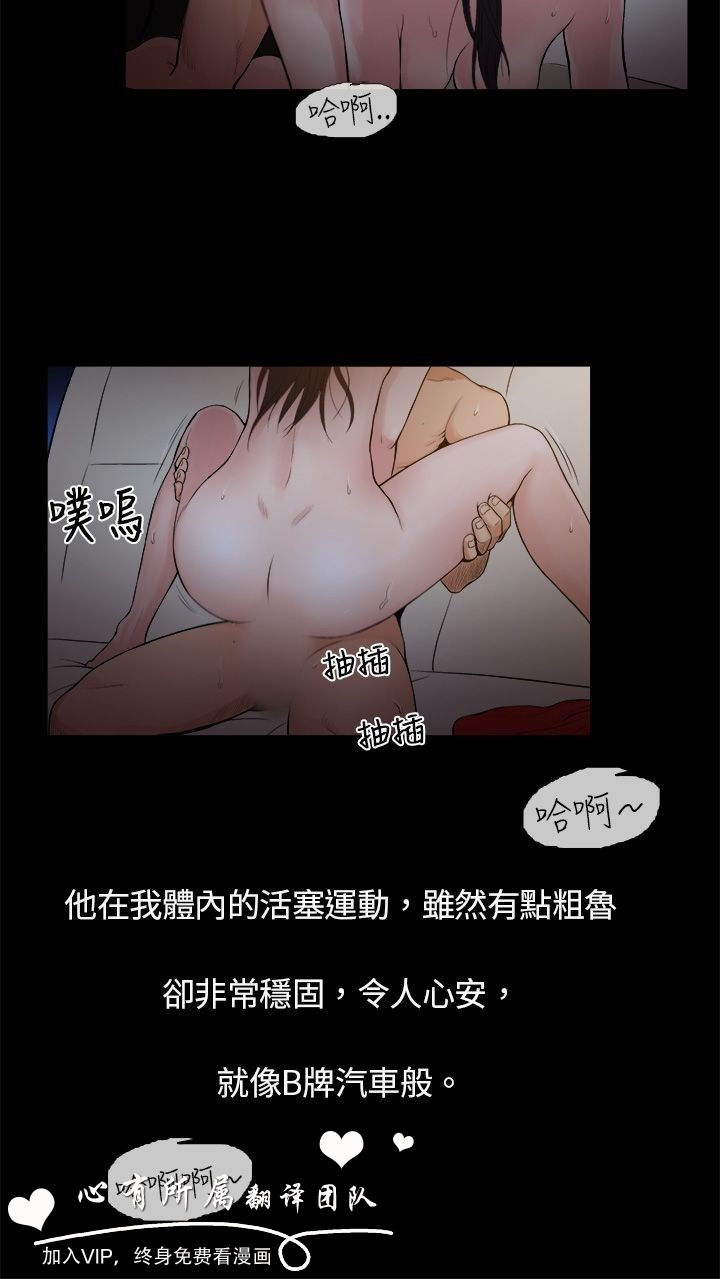 哈啊..
噗嗚
抽插
抽插
哈啊~
他在我體內的活塞運動，雖然有點粗魯
卻非常穩固，令人心安，
就像B牌汽車般。
心有所属翻译团队
加入VIP，终身免费看漫画